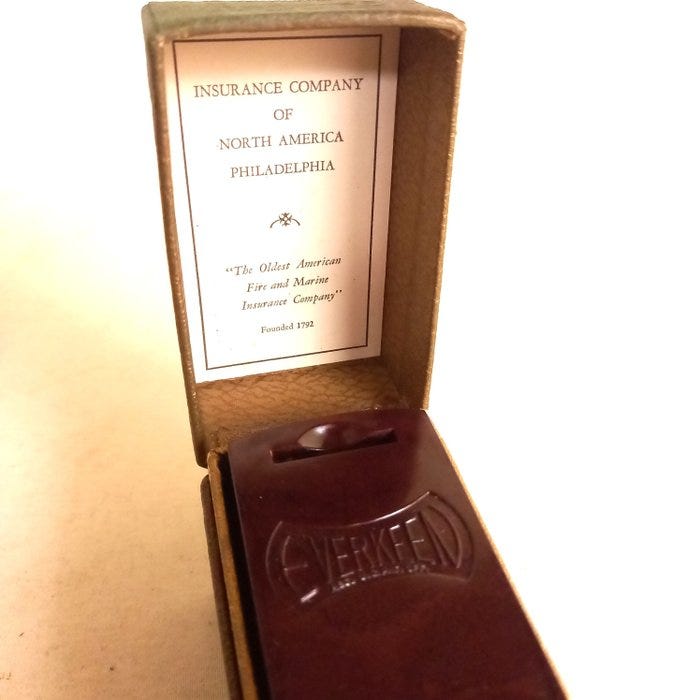 INSURANCE COMPANY
OF
NORTH AMERICA
PHILADELPHIA
"The Oldest American
Fire and Marine
Insurance Company"
Founded 1792
EVERKEEN